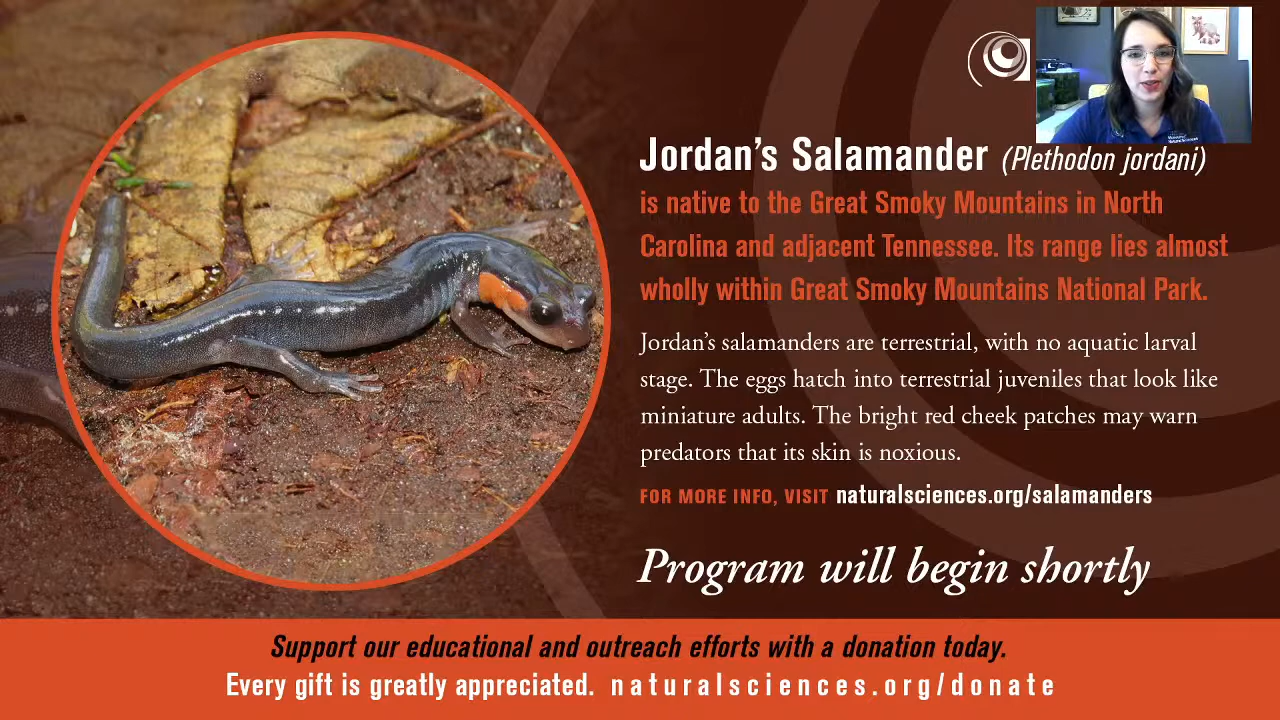 Jordan's Salamander (Plethodon jordani)
is native to the Great Smoky Mountains in North
Carolina and adjacent Tennessee. Its range lies almost
wholly within Great Smoky Mountains National Park.
Jordan's salamanders are terrestrial, with no aquatic larval
stage. The eggs hatch into terrestrial juveniles that look like
miniature adults. The bright red cheek patches may warn
predators that its skin is noxious.
FOR MORE INFO, VISIT naturalsciences.org/salamanders
Program will begin shortly
Support our educational and outreach efforts with a donation today.
Every gift is greatly appreciated. naturalsciences.org/donate